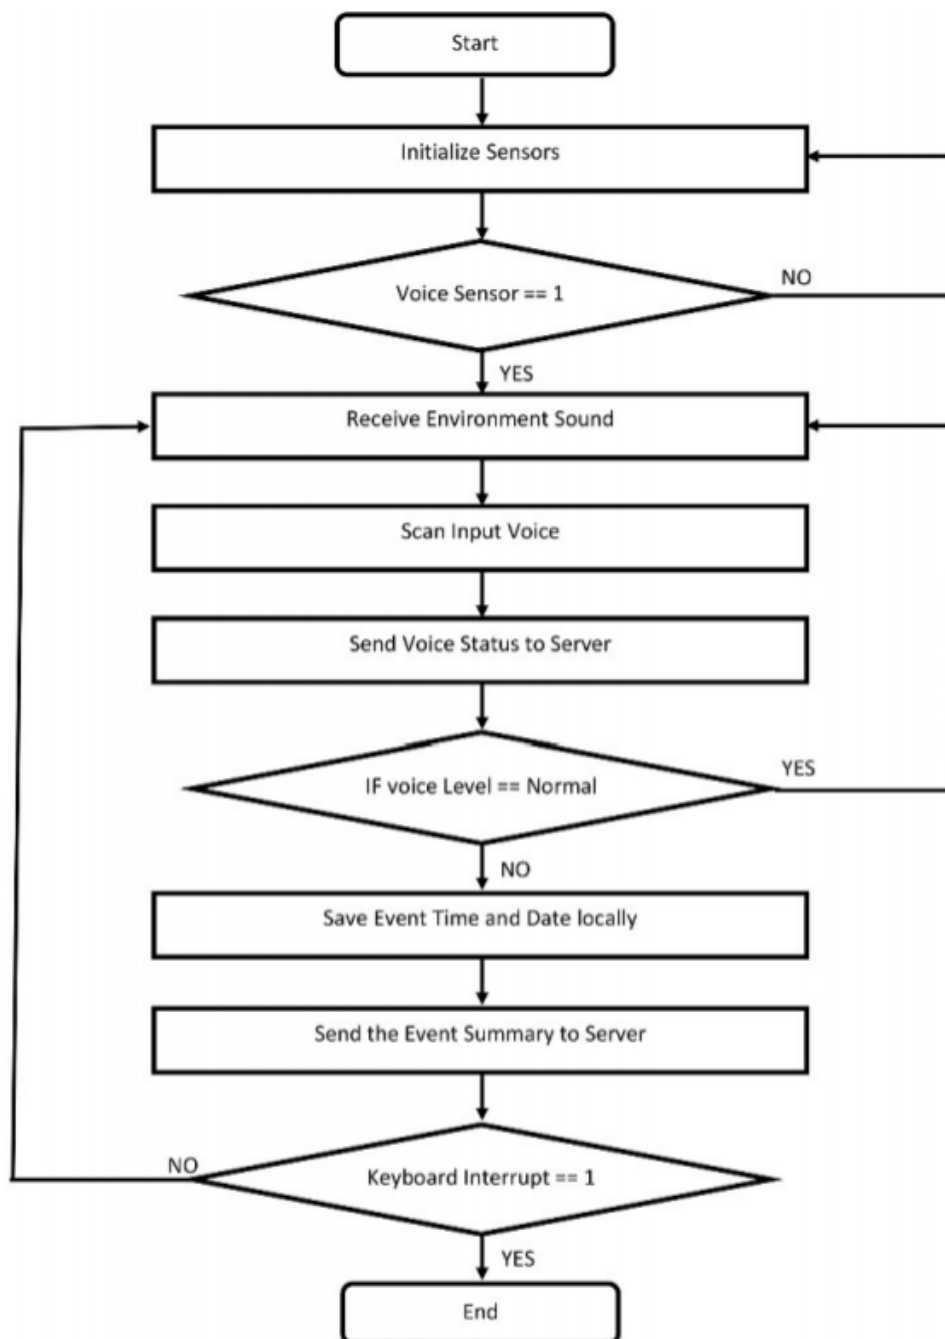 Start
Initialize Sensors
Voice Sensor == 1
NO
YES
Receive Environment Sound
Scan Input Voice
Send Voice Status to Server
IF voice Level == Normal
YES
NO
Save Event Time and Date locally
Send the Event Summary to Server
Keyboard Interrupt == 1
NO
YES
End